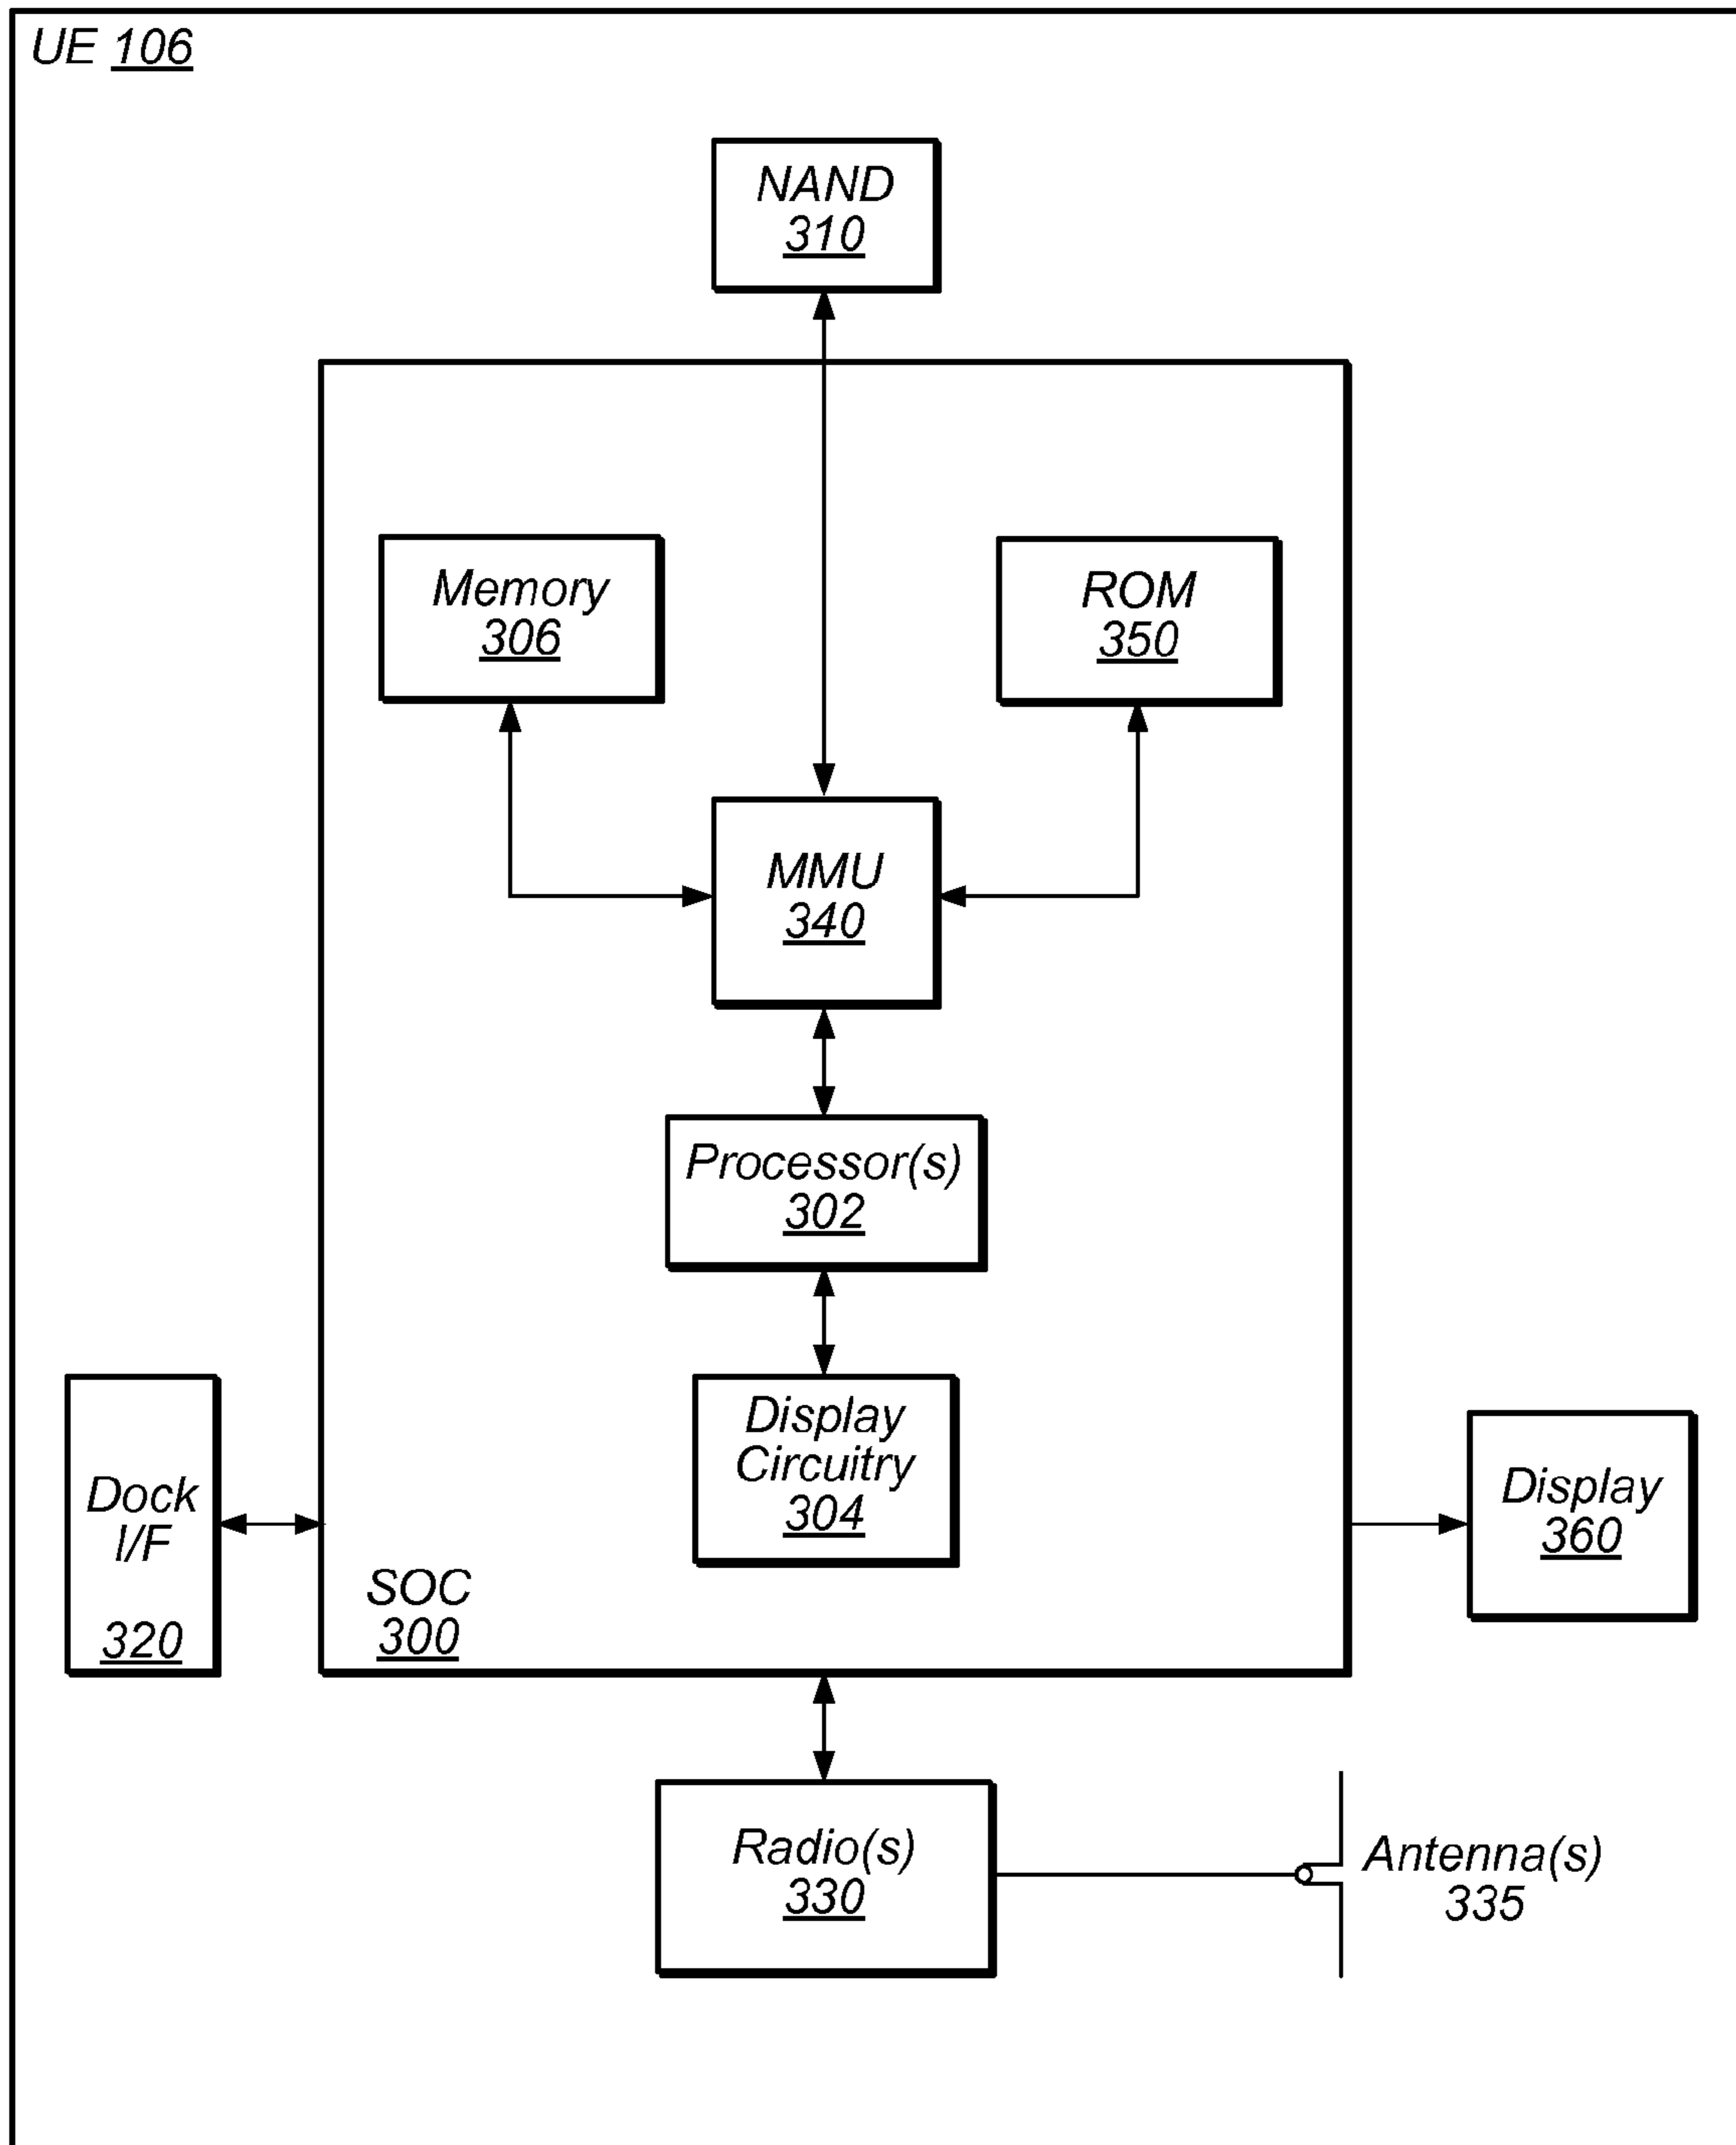 UE 106
NAND
310
Memory
306
ROM
350
MMU
340
Processor(s)
302
Display
Circuitry
304
Dock
I/F
320
SOC
300
Display
360
Radio(s)
330
Antenna(s)
335